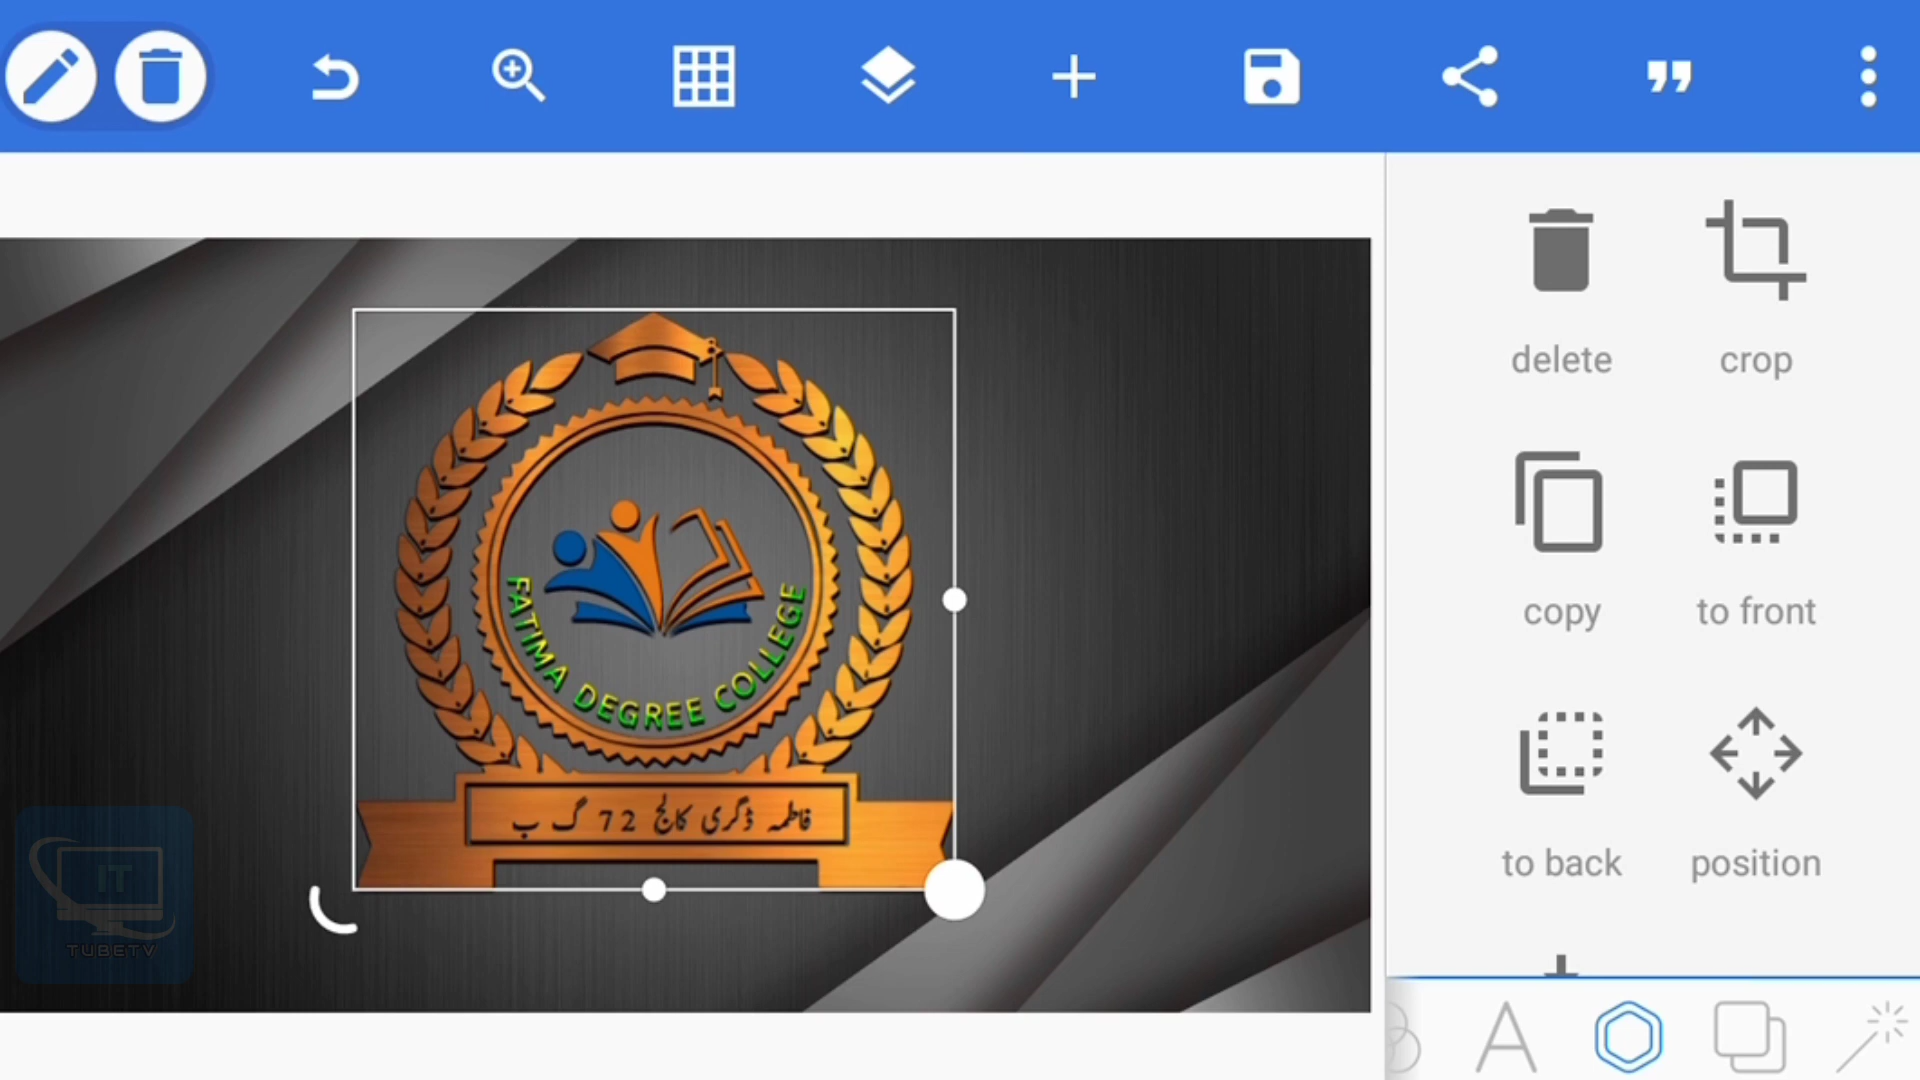 delete
crop
copy
to front
to back
position
FATIMA DEGREE COLLEGE
فاطمہ ڈگری کالج 72 گ ب
IT
TUBETV